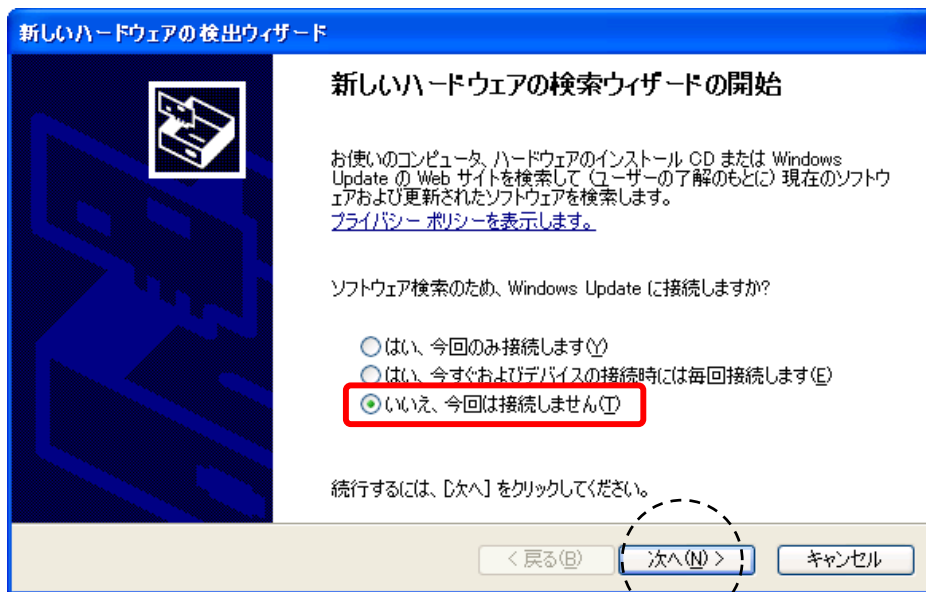 新しいハードウェアの検出ウィザード
新しいハードウェアの検索ウィザードの開始
お使いのコンピュータ、ハードウェアのインストール CD または Windows
Update の Web サイトを検索して (ユーザーの了解のもとに) 現在のソフトウ
ェアおよび更新されたソフトウェアを検索します。
プライバシー ポリシーを表示します。
ソフトウェア検索のため、Windows Update に接続しますか?
はい、今回のみ接続します(Y)
はい、今すぐおよびデバイスの接続時には毎回接続します(E)
いいえ、今回は接続しません(T)
続行するには、[次へ] をクリックしてください。
< 戻る(B)
次へ(N) >
キャンセル